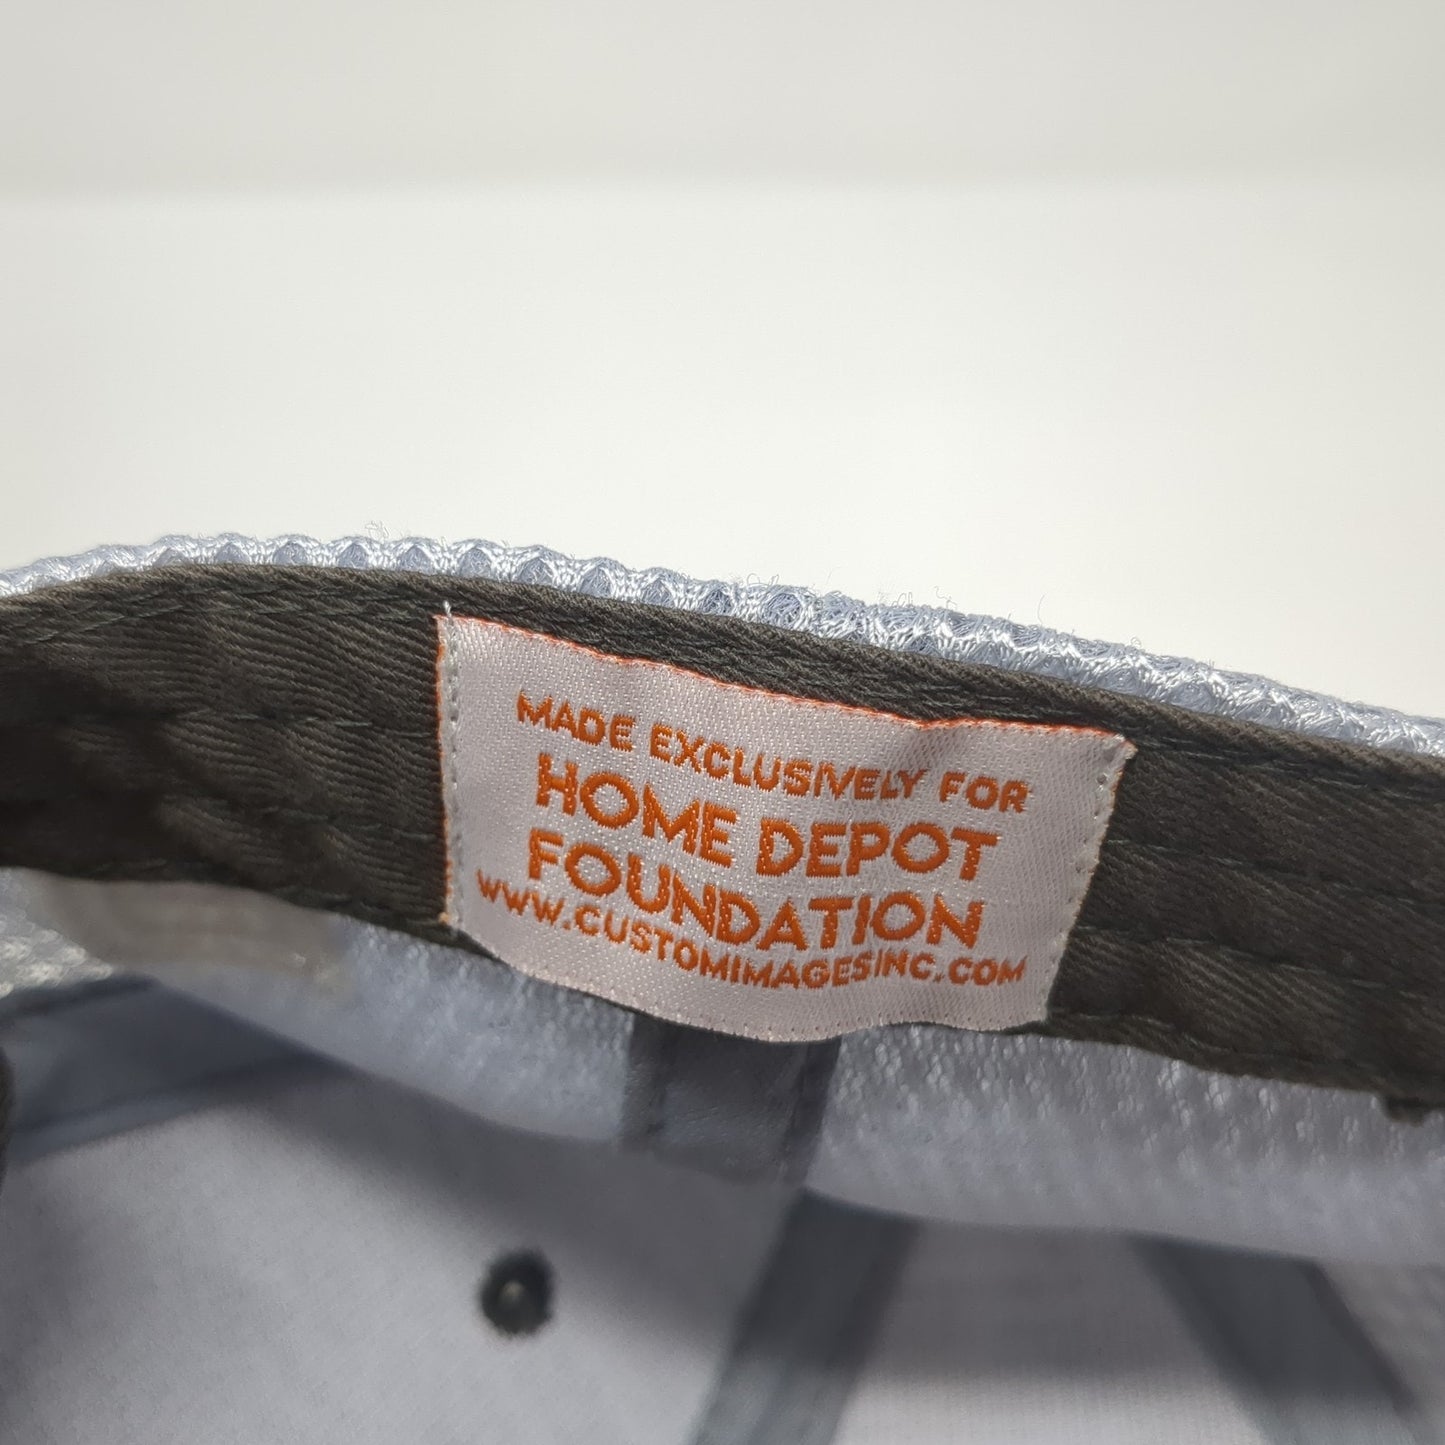 MADE EXCLUSIVELY FOR
HOME DEPOT
FOUNDATION
WWW.CUSTOMIMAGESINC.COM